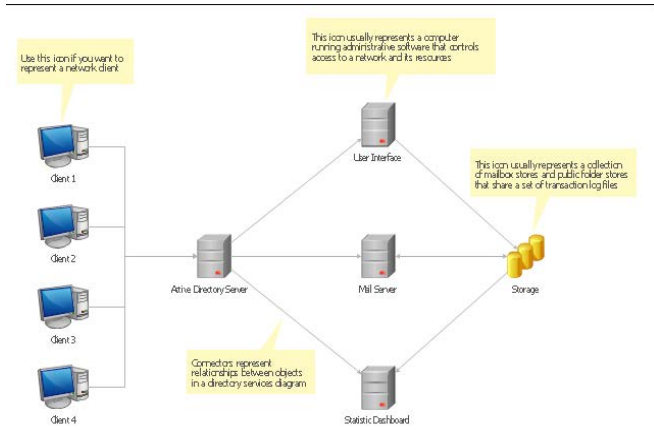 This icon usually represents a computer
running administrative software that controls
access to a network and its resources
Use this icon if you want to
represent a network client
Client 1
User Interface
This icon usually represents a collection
of mailbox stores and public folder stores
that share a set of transaction log files
Client 2
Active Directory Server
Mail Server
Storage
Client 3
Connectors represent
relationships between objects
in a directory services diagram
Client 4
Statistic Dashboard